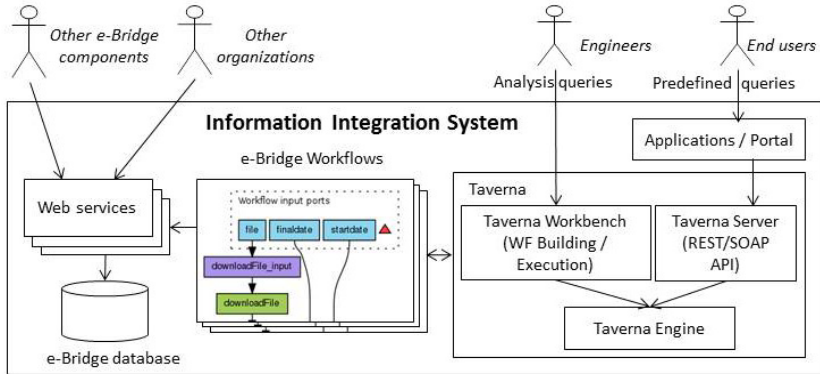 Other e-Bridge
components
Other
organizations
Engineers
End users
Analysis queries
Predefined queries
Information Integration System
Applications / Portal
e-Bridge Workflows
Web services
Workflow input ports
file
finaldate
startdate
downloadFile_input
downloadFile
Taverna
Taverna Workbench
(WF Building /
Execution)
Taverna Server
(REST/SOAP
API)
Taverna Engine
e-Bridge database